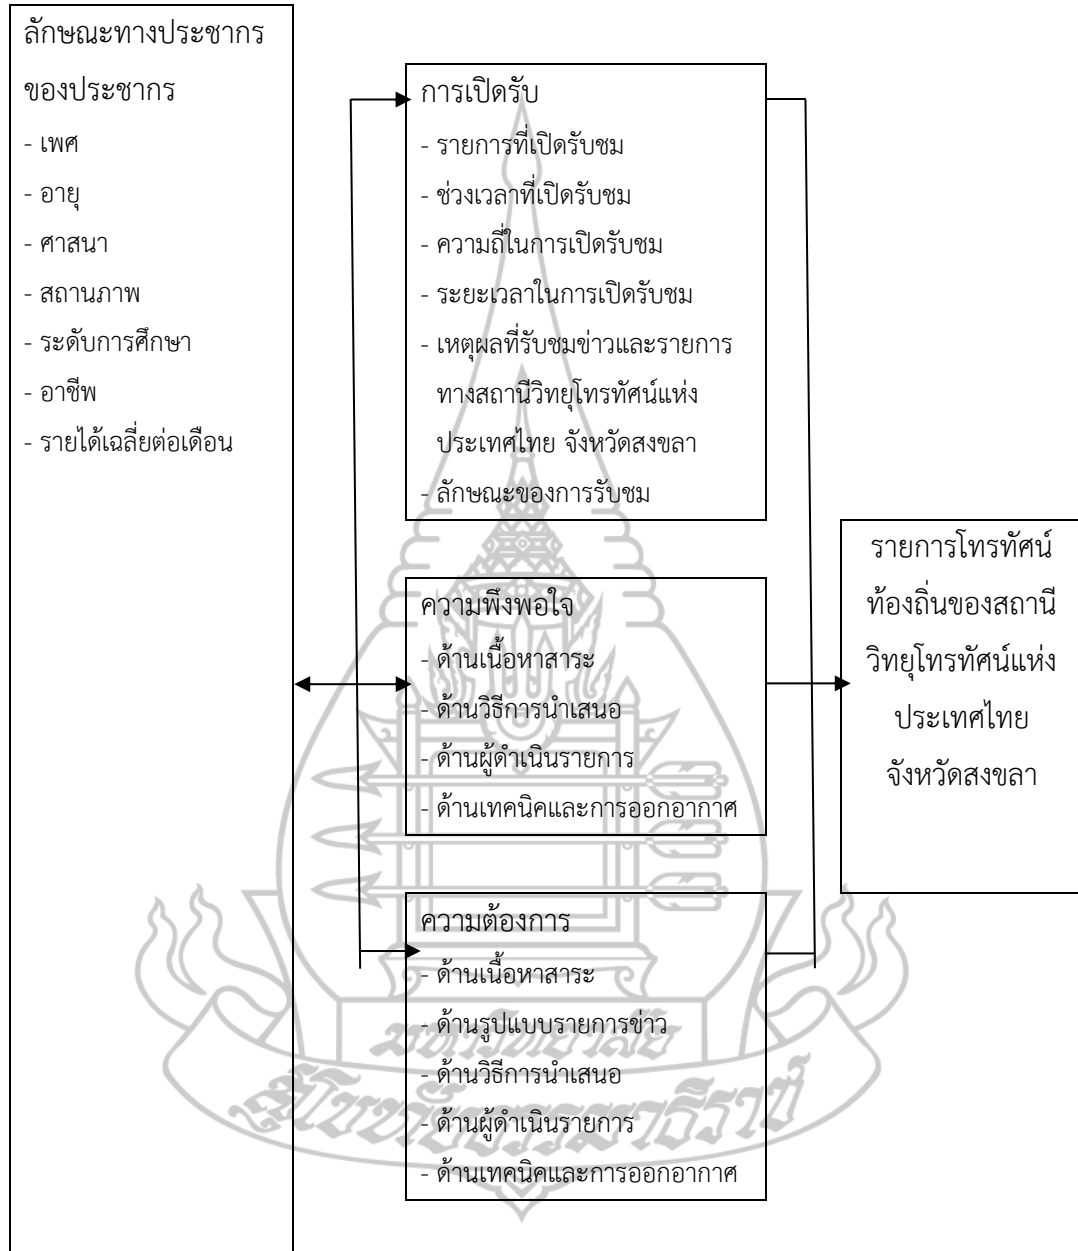 ลักษณะทางประชากร
ของประชากร
- เพศ
- อายุ
- ศาสนา
- สถานภาพ
- ระดับการศึกษา
- อาชีพ
- รายได้เฉลี่ยต่อเดือน
การเปิดรับ
- รายการที่เปิดรับชม
- ช่วงเวลาที่เปิดรับชม
- ความถี่ในการเปิดรับชม
- ระยะเวลาในการเปิดรับชม
- เหตุผลที่รับชมข่าวและรายการ
ทางสถานีวิทยุโทรทัศน์แห่ง
ประเทศไทย จังหวัดสงขลา
- ลักษณะของการรับชม
ความพึงพอใจ
- ด้านเนื้อหาสาระ
- ด้านวิธีการนำเสนอ
- ด้านผู้ดำเนินรายการ
- ด้านเทคนิคและการออกอากาศ
ความต้องการ
- ด้านเนื้อหาสาระ
- ด้านรูปแบบรายการข่าว
- ด้านวิธีการนำเสนอ
- ด้านผู้ดำเนินรายการ
- ด้านเทคนิคและการออกอากาศ
รายการโทรทัศน์
ท้องถิ่นของสถานี
วิทยุโทรทัศน์แห่ง
ประเทศไทย
จังหวัดสงขลา
มหาวิทยาลัย
สุโขทัยธรรมาธิราช